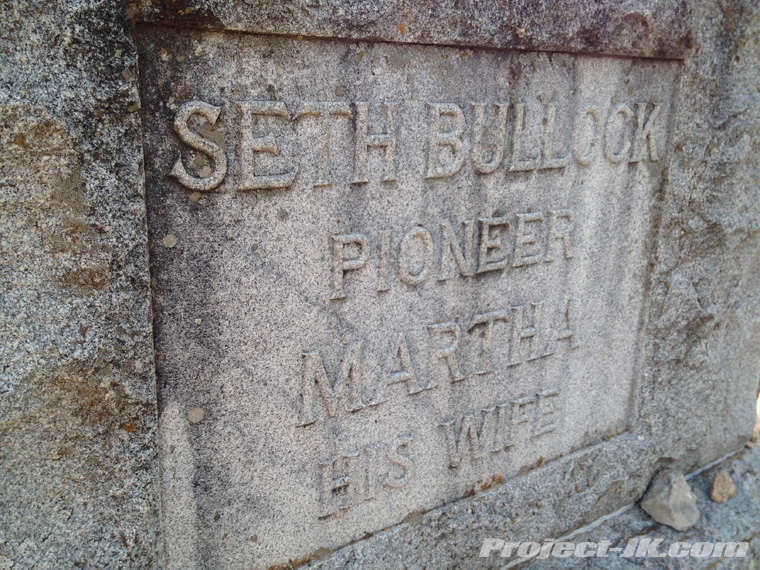 SETH BULLOCK
PIONEER
MARTHA
HIS WIFE
Project-JK.com